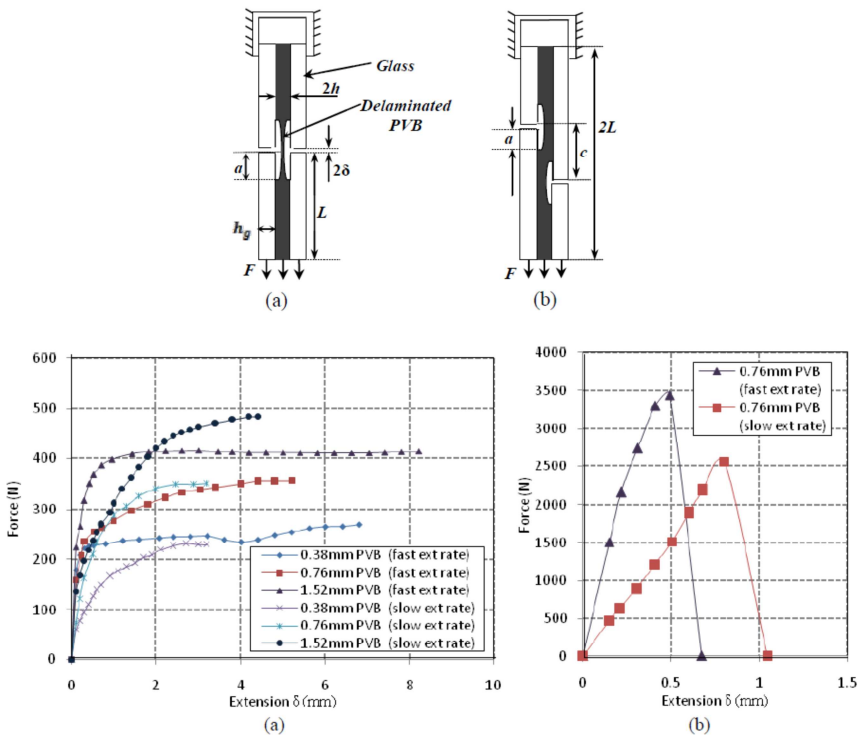 Glass
2h
Delaminated
PVB
a
2δ
L
h_g
F
(a)
a
c
2L
F
(b)
Force (N)
600
500
400
300
200
100
0
0.38mm PVB (fast ext rate)
0.76mm PVB (fast ext rate)
1.52mm PVB (fast ext rate)
0.38mm PVB (slow ext rate)
0.76mm PVB (slow ext rate)
1.52mm PVB (slow ext rate)
0 2 4 6 8 10
Extension δ (mm)
(a)
Force (N)
4000
3500
3000
2500
2000
1500
1000
500
0
0.76mm PVB
(fast ext rate)
0.76mm PVB
(slow ext rate)
0 0.5 1 1.5
Extension δ (mm)
(b)